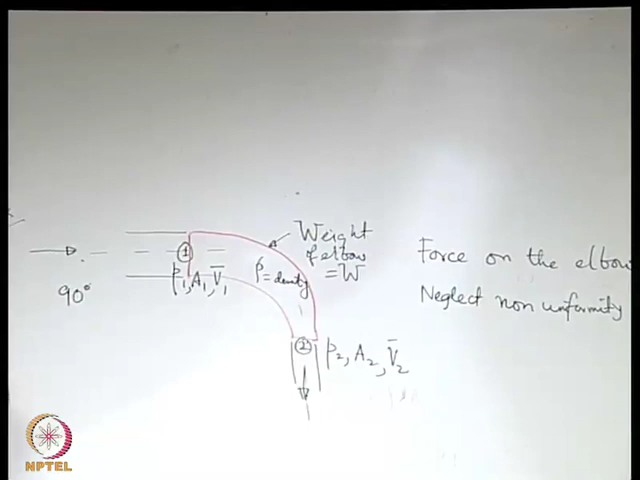 Weight
of elbow
= W
ρ = density
①
p₁, A₁, V̄₁
90°
②
p₂, A₂, V̄₂
Force on the elbow
Neglect non uniformity
NPTEL